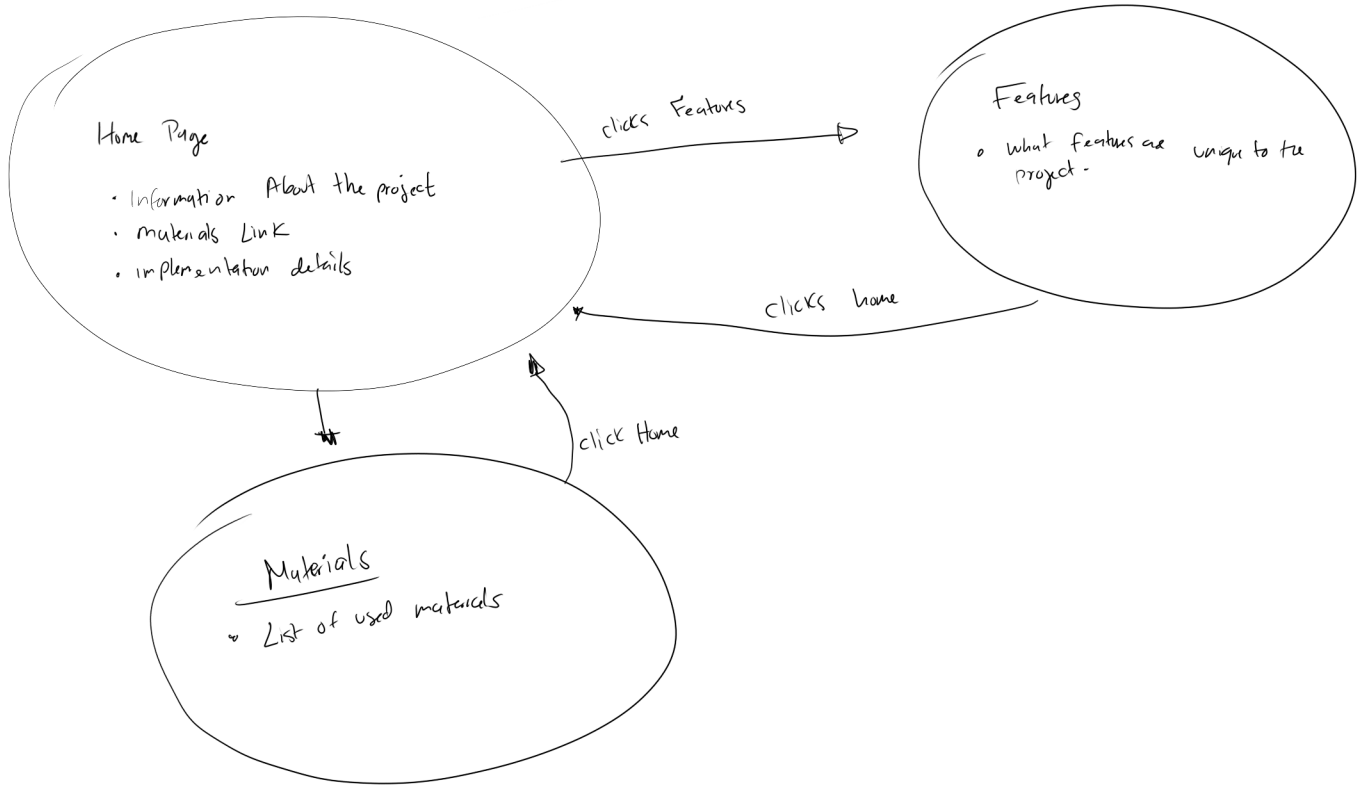 Home Page
• Information About the project
• Materials Link
• implementation details
clicks Features
Features
• What features are unique to the
project.
clicks home
click Home
Materials
• List of used materials